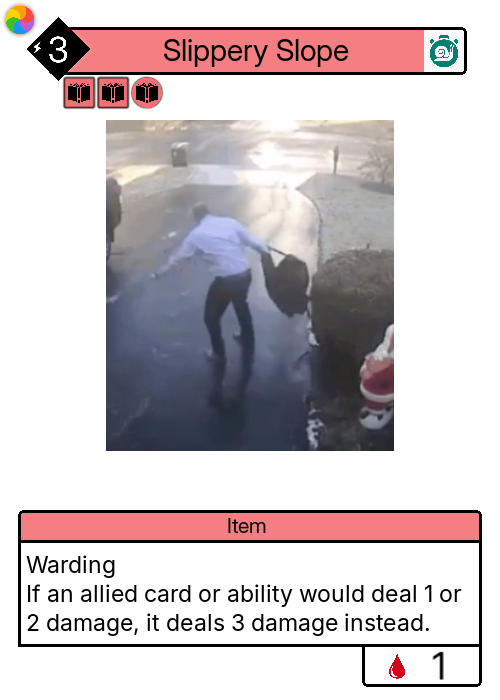 3
Slippery Slope
Item
Warding
If an allied card or ability would deal 1 or
2 damage, it deals 3 damage instead.
1